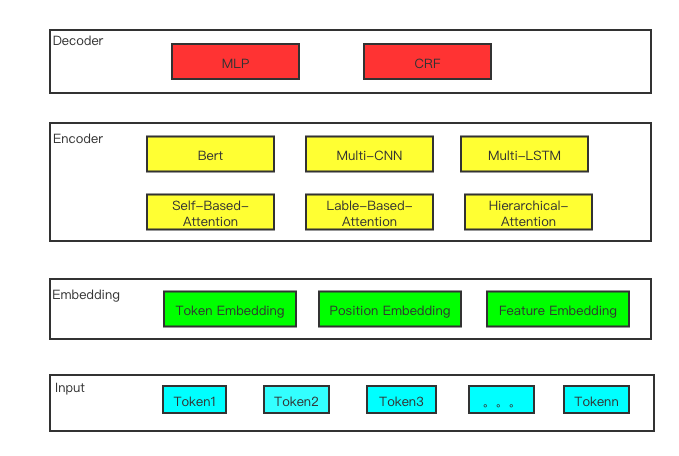 Decoder
MLP
CRF
Encoder
Bert
Multi-CNN
Multi-LSTM
Self-Based-
Attention
Lable-Based-
Attention
Hierarchical-
Attention
Embedding
Token Embedding
Position Embedding
Feature Embedding
Input
Token1
Token2
Token3
。。。
Tokenn